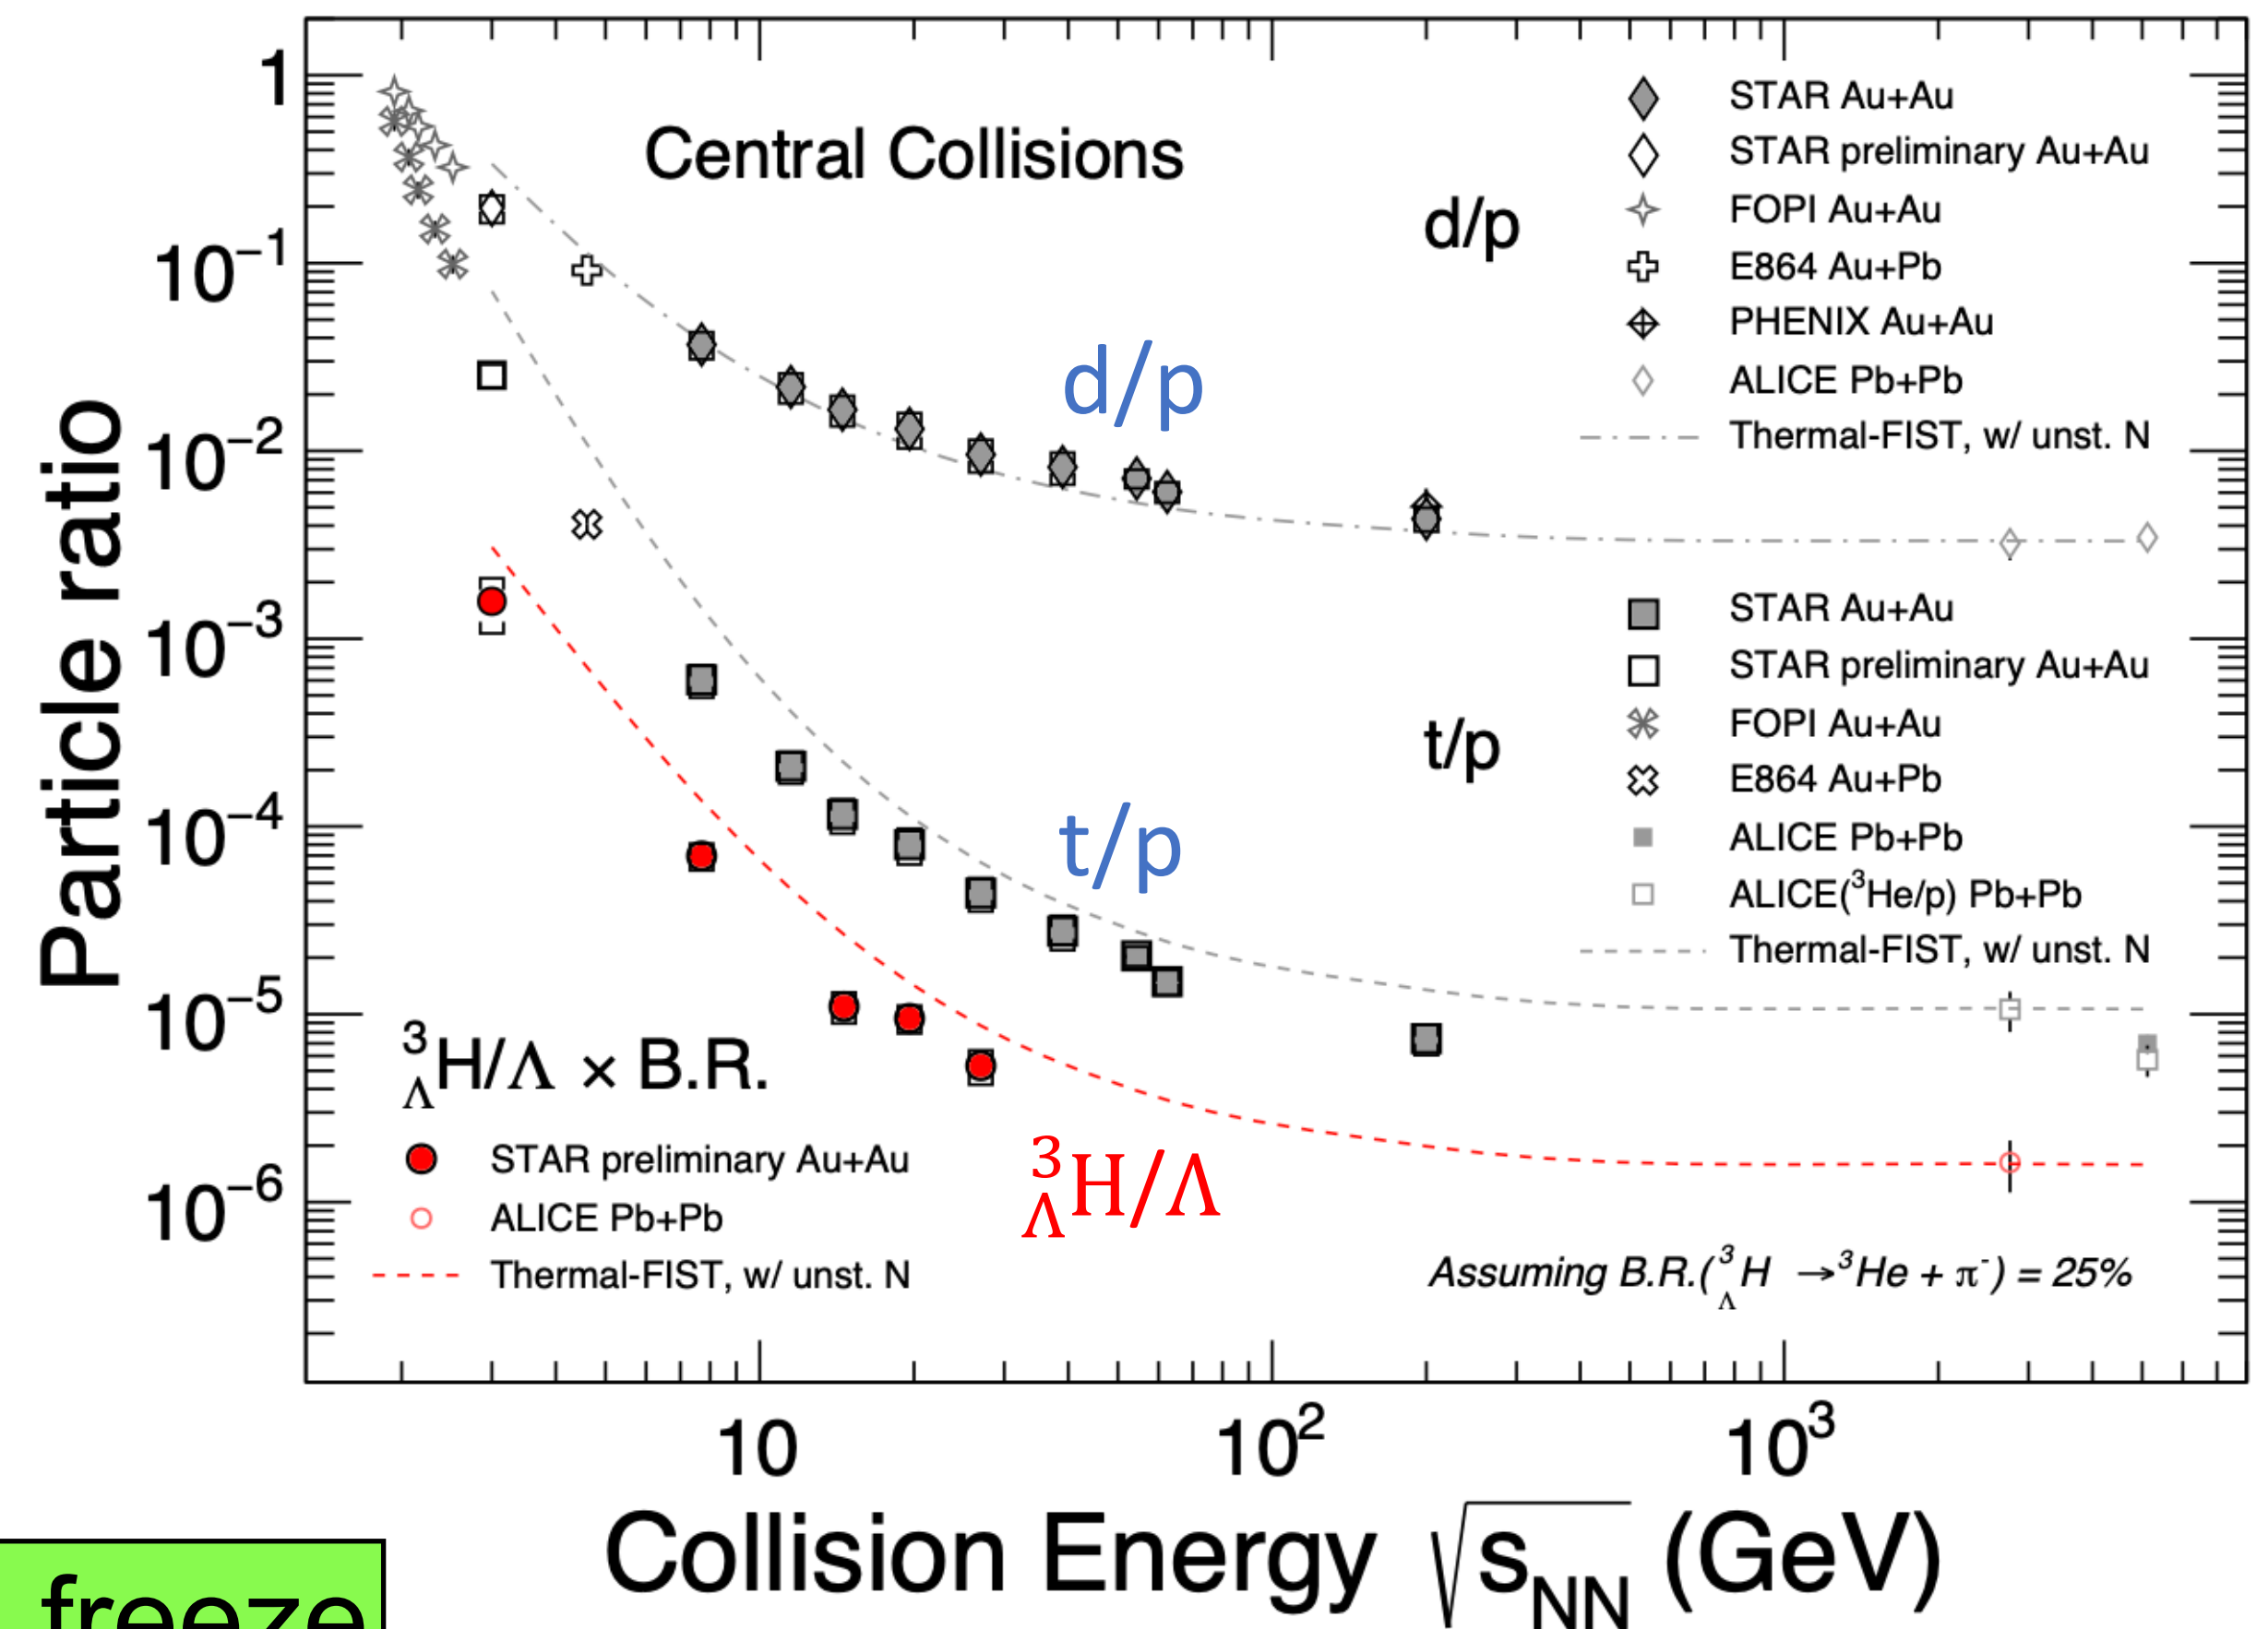 Particle ratio
1
10⁻¹
10⁻²
10⁻³
10⁻⁴
10⁻⁵
10⁻⁶
Central Collisions
d/p
STAR Au+Au
STAR preliminary Au+Au
FOPI Au+Au
E864 Au+Pb
PHENIX Au+Au
ALICE Pb+Pb
Thermal-FIST, w/ unst. N
d/p
t/p
STAR Au+Au
STAR preliminary Au+Au
FOPI Au+Au
E864 Au+Pb
ALICE Pb+Pb
ALICE(³He/p) Pb+Pb
Thermal-FIST, w/ unst. N
t/p
³ΛH/Λ × B.R.
STAR preliminary Au+Au
ALICE Pb+Pb
Thermal-FIST, w/ unst. N
³ΛH/Λ
Assuming B.R.(³ΛH →³He + π⁻) = 25%
10
10²
10³
Collision Energy √sNN (GeV)
freeze